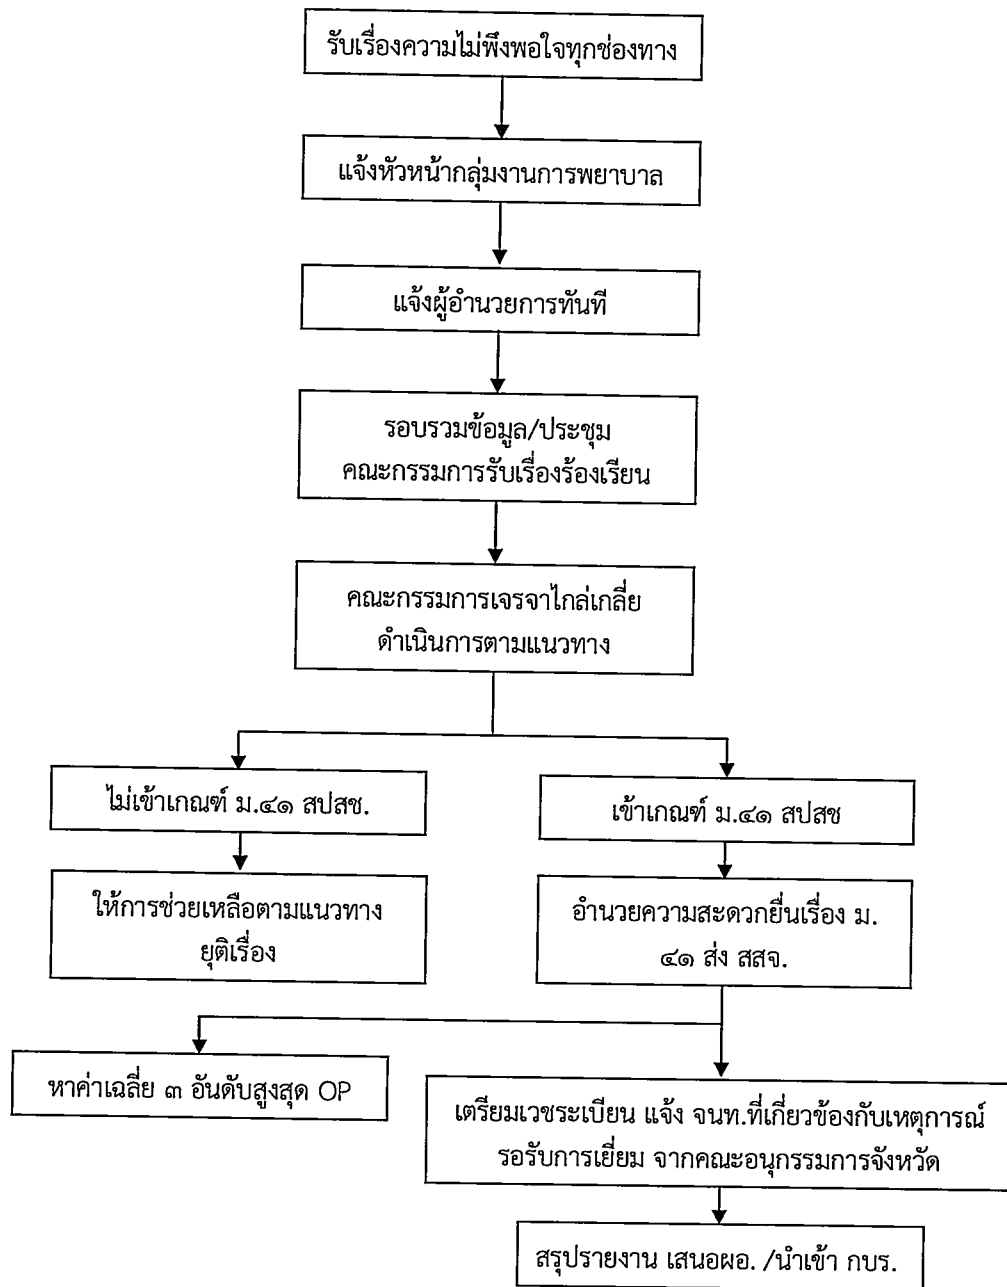 รับเรื่องความไม่พึงพอใจทุกช่องทาง
แจ้งหัวหน้ากลุ่มงานการพยาบาล
แจ้งผู้อำนวยการทันที
รอบรวมข้อมูล/ประชุม
คณะกรรมการรับเรื่องร้องเรียน
คณะกรรมการเจรจาไกล่เกลี่ย
ดำเนินการตามแนวทาง
ไม่เข้าเกณฑ์ ม.๔๑ สปสช.
เข้าเกณฑ์ ม.๔๑ สปสช
ให้การช่วยเหลือตามแนวทาง
ยุติเรื่อง
อำนวยความสะดวกยื่นเรื่อง ม.
๔๑ ส่ง สสจ.
หาค่าเฉลี่ย ๓ อันดับสูงสุด OP
เตรียมเวชระเบียน แจ้ง จนท.ที่เกี่ยวข้องกับเหตุการณ์
รอรับการเยี่ยม จากคณะอนุกรรมการจังหวัด
สรุปรายงาน เสนอผอ. /นำเข้า กบร.